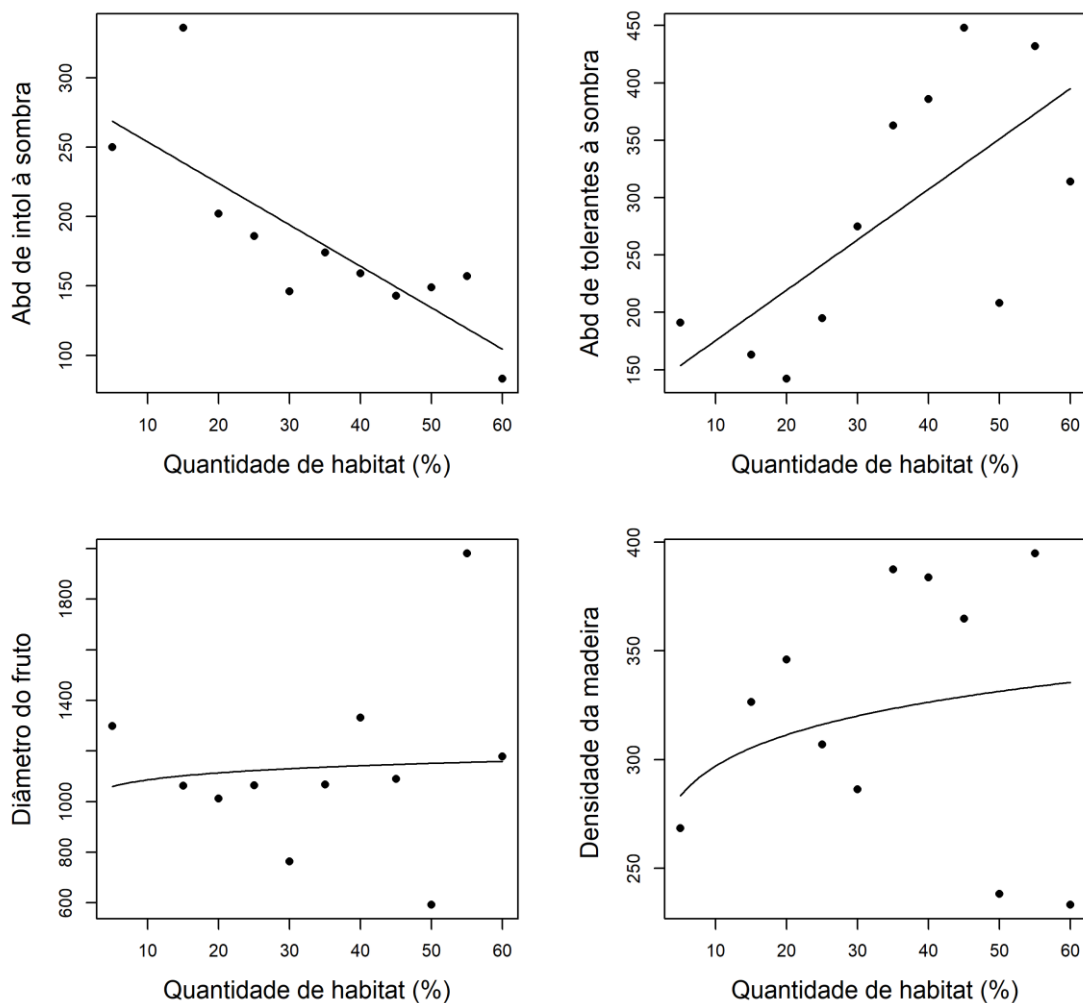 Abd de intol à sombra
300
250
200
150
100
10 20 30 40 50 60
Quantidade de habitat (%)
Abd de tolerantes à sombra
450
400
350
300
250
200
150
10 20 30 40 50 60
Quantidade de habitat (%)
Diâmetro do fruto
1800
1400
1000
800
600
10 20 30 40 50 60
Quantidade de habitat (%)
Densidade da madeira
400
350
300
250
10 20 30 40 50 60
Quantidade de habitat (%)